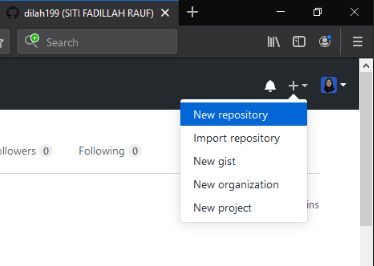 dilah199 (SITI FADILLAH RAUF)
Search
New repository
Import repository
New gist
New organization
New project
ollowers 0 Following 0
ins